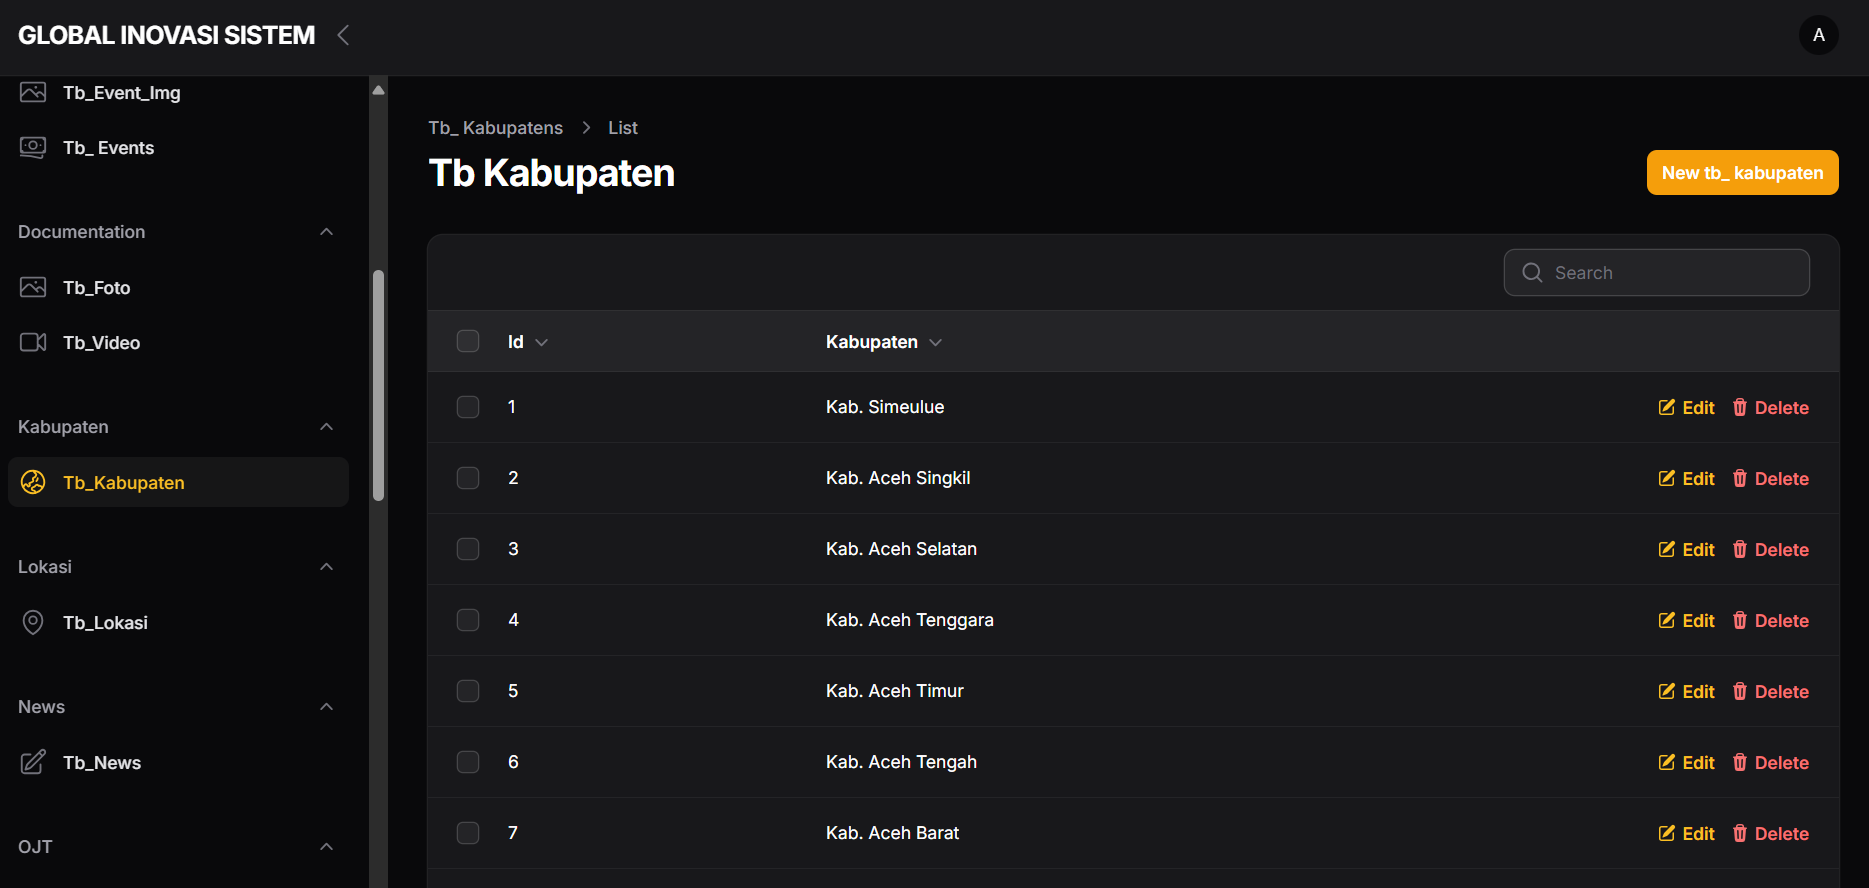 GLOBAL INOVASI SISTEM
A
Tb_Event_Img
Tb_ Events
Documentation
Tb_Foto
Tb_Video
Kabupaten
Tb_Kabupaten
Lokasi
Tb_Lokasi
News
Tb_News
OJT
Tb_ Kabupatens > List
Tb Kabupaten
New tb_ kabupaten
Search
Id Kabupaten
1 Kab. Simeulue Edit Delete
2 Kab. Aceh Singkil Edit Delete
3 Kab. Aceh Selatan Edit Delete
4 Kab. Aceh Tenggara Edit Delete
5 Kab. Aceh Timur Edit Delete
6 Kab. Aceh Tengah Edit Delete
7 Kab. Aceh Barat Edit Delete